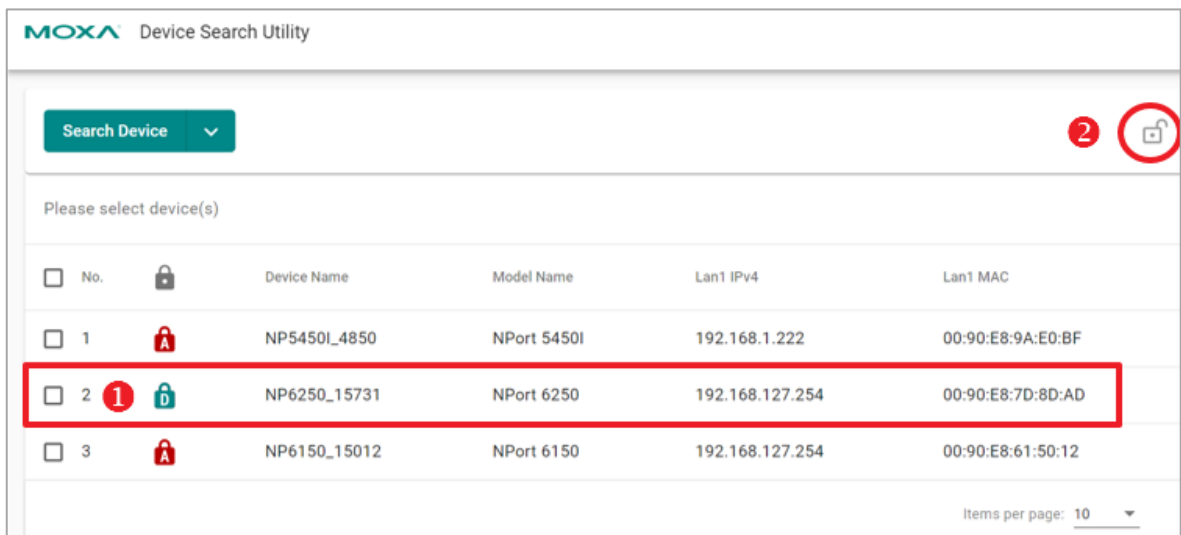 MOXA Device Search Utility
Search Device
2
Please select device(s)
No. Device Name Model Name Lan1 IPv4 Lan1 MAC
1 A NP5450I_4850 NPort 5450I 192.168.1.222 00:90:E8:9A:E0:BF
2 1 D NP6250_15731 NPort 6250 192.168.127.254 00:90:E8:7D:8D:AD
3 A NP6150_15012 NPort 6150 192.168.127.254 00:90:E8:61:50:12
Items per page: 10